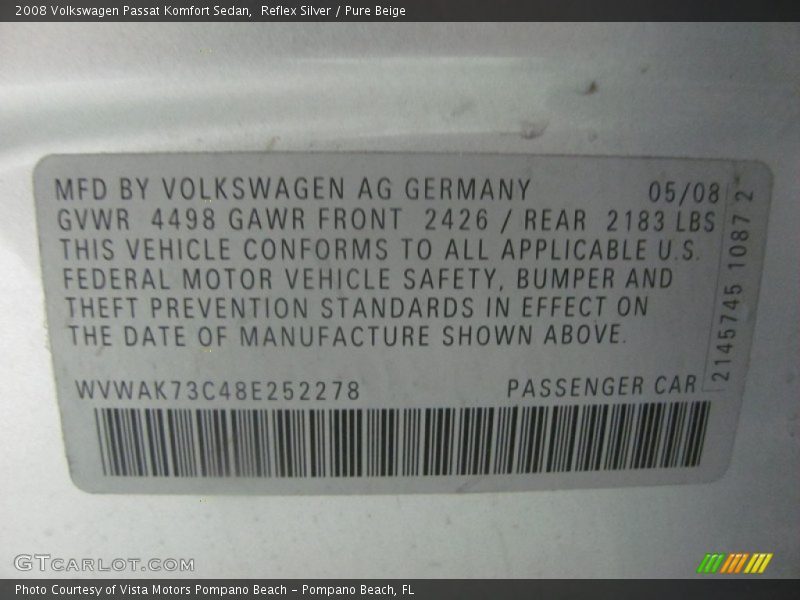 2008 Volkswagen Passat Komfort Sedan,  Reflex Silver / Pure Beige
MFD BY VOLKSWAGEN AG GERMANY 05/08
GVWR 4498 GAWR FRONT 2426 / REAR 2183 LBS
THIS VEHICLE CONFORMS TO ALL APPLICABLE U.S.
FEDERAL MOTOR VEHICLE SAFETY, BUMPER AND
THEFT PREVENTION STANDARDS IN EFFECT ON
THE DATE OF MANUFACTURE SHOWN ABOVE.
WVWAK73C48E252278 PASSENGER CAR
2145745 1087 2
GTCARLOT.COM
Photo Courtesy of Vista Motors Pompano Beach - Pompano Beach, FL